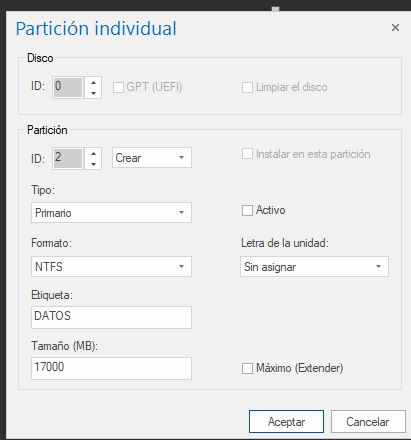 Partición individual
Disco
ID: 0 GPT (UEFI) Limpiar el disco
Partición
ID: 2 Crear Instalar en esta partición
Tipo:
Primario Activo
Formato: Letra de la unidad:
NTFS Sin asignar
Etiqueta:
DATOS
Tamaño (MB):
17000 Máximo (Extender)
Aceptar Cancelar